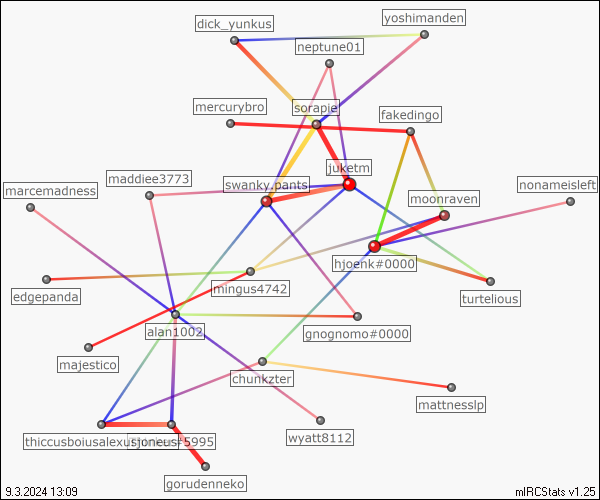 dick_yunkus
yoshimanden
neptune01
mercurybro
sorapie
fakedingo
juketm
maddiee3773
swanky.pants
marcemadness
moonraven
nonameisleft
hjoenk#0000
mingus4742
edgepanda
turtelious
alan1002
gnognomo#0000
majestico
chunkzter
mattnesslp
thiccusboiusalexus
#5995
wyatt8112
gorudenneko
9.3.2024 13:09
mIRCStats v1.25